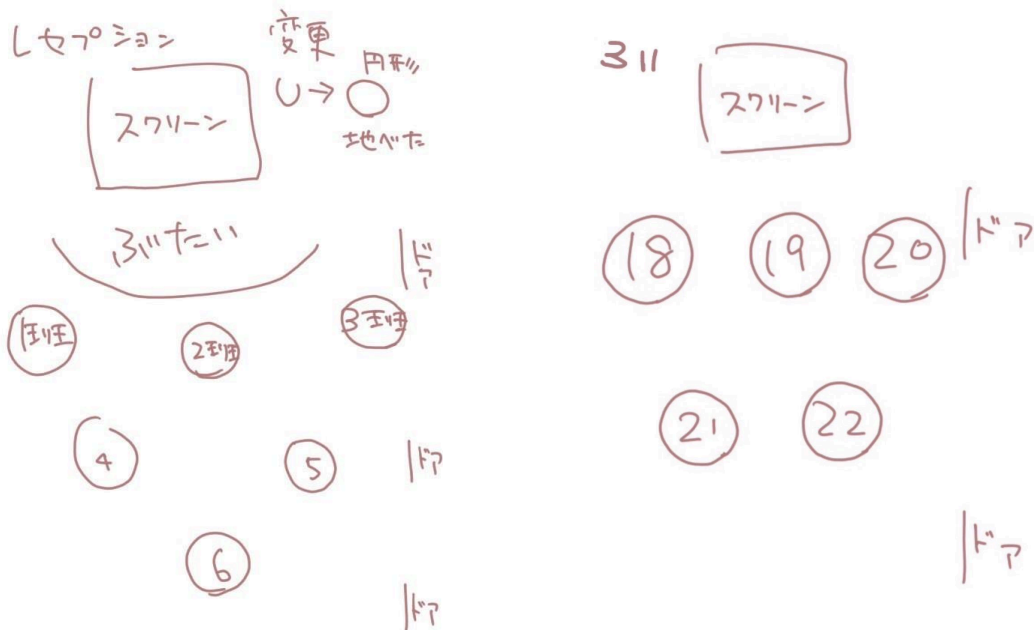 レセプション
変更
円形
U→○
地べた
スクリーン
ぶたい
ドア
1班
2班
3班
4
5
ドア
6
ドア
311
スクリーン
18
19
20
ドア
21
22
ドア